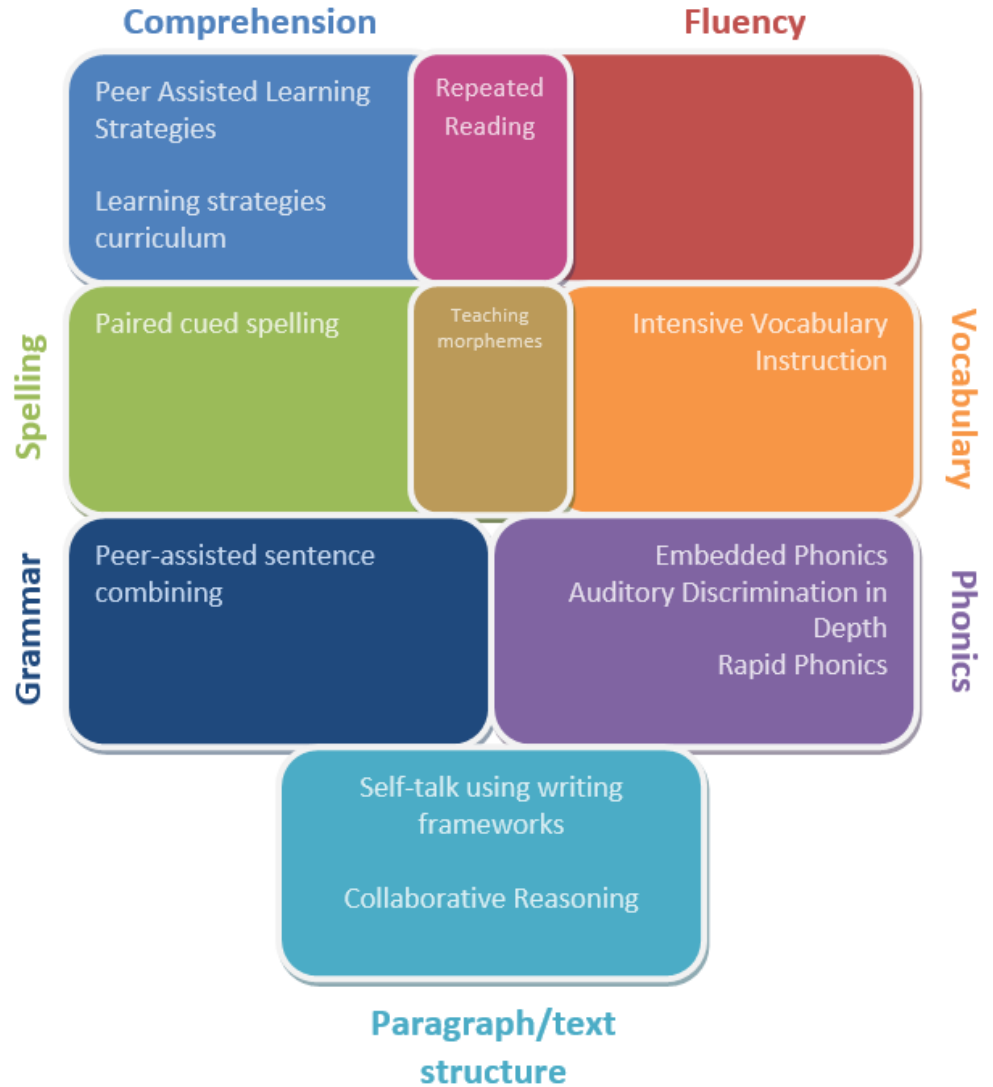 Comprehension
Fluency
Peer Assisted Learning
Strategies
Learning strategies
curriculum
Repeated
Reading
Spelling
Paired cued spelling
Teaching
morphemes
Intensive Vocabulary
Instruction
Vocabulary
Grammar
Peer-assisted sentence
combining
Embedded Phonics
Auditory Discrimination in
Depth
Rapid Phonics
Phonics
Self-talk using writing
frameworks
Collaborative Reasoning
Paragraph/text
structure